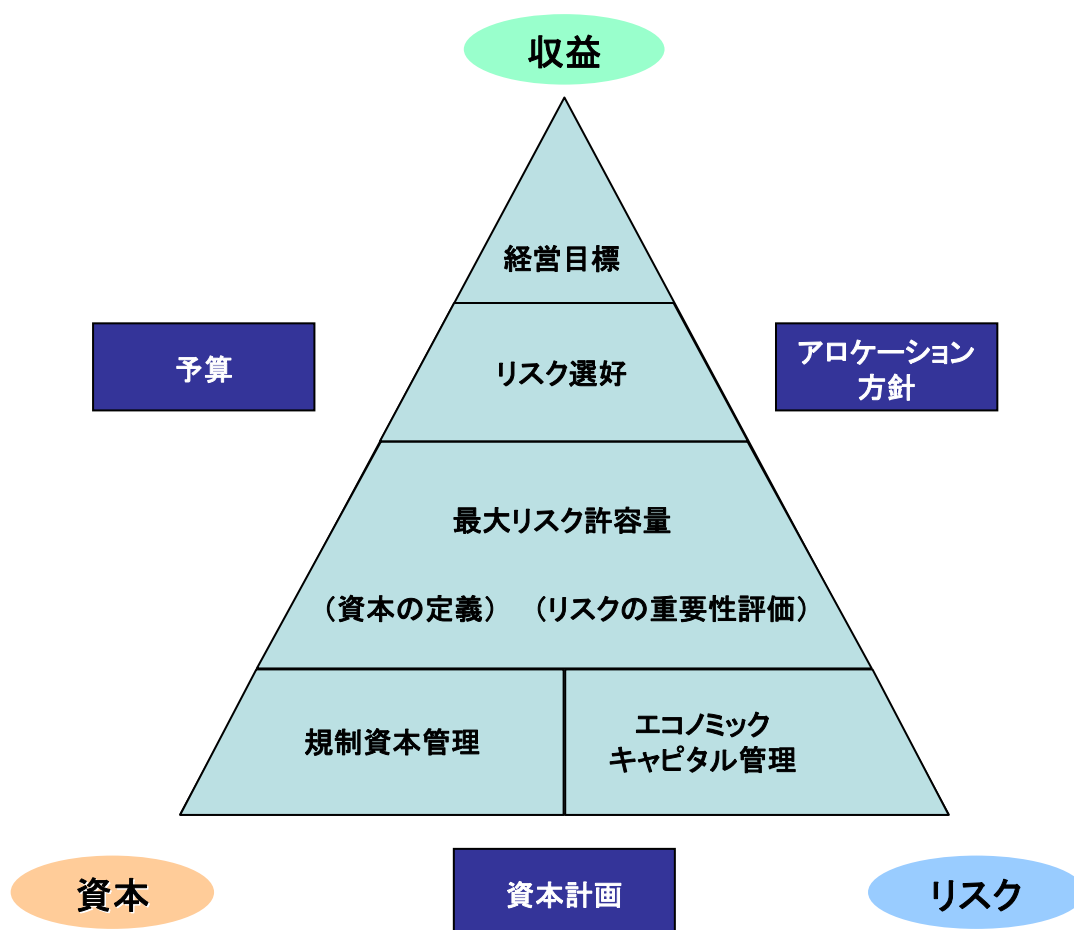 収益
経営目標
予算
リスク選好
アロケーション
方針
最大リスク許容量
（資本の定義） （リスクの重要性評価）
規制資本管理
エコノミック
キャピタル管理
資本
資本計画
リスク